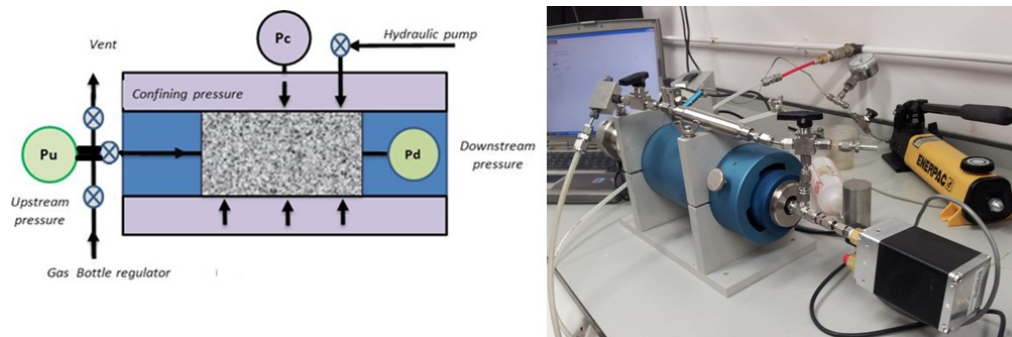 Vent
Pc
Hydraulic pump
Confining pressure
Pu
Pd
Downstream
pressure
Upstream
pressure
Gas Bottle regulator
ENERPAC